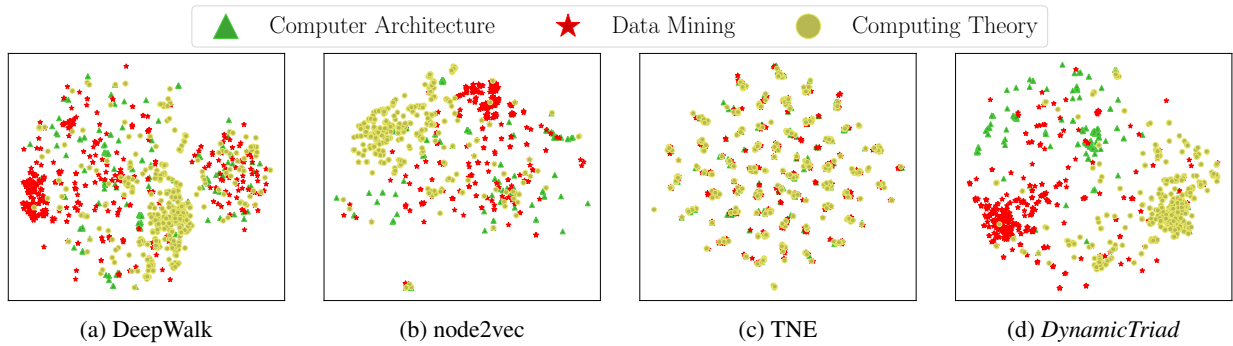 Computer Architecture Data Mining Computing Theory
(a) DeepWalk (b) node2vec (c) TNE (d) DynamicTriad